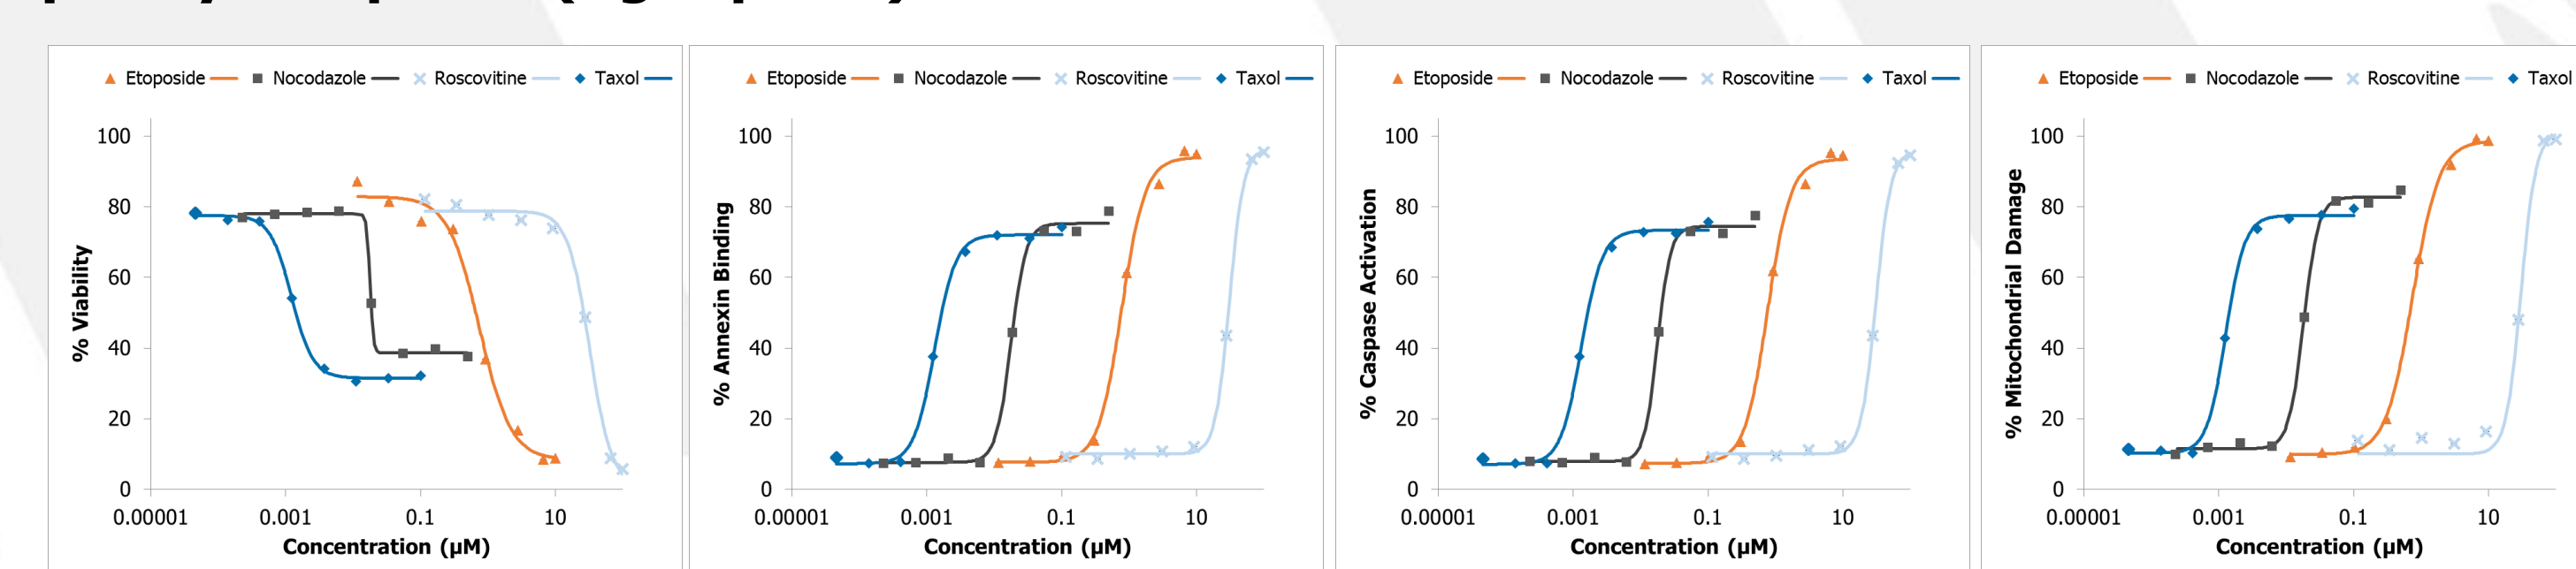 Etoposide Nocodazole Roscovitine Taxol
% Viability
100
80
60
40
20
0
0.00001 0.001 0.1 10
Concentration (µM)
Etoposide Nocodazole Roscovitine Taxol
% Annexin Binding
100
80
60
40
20
0
0.00001 0.001 0.1 10
Concentration (µM)
Etoposide Nocodazole Roscovitine Taxol
% Caspase Activation
100
80
60
40
20
0
0.00001 0.001 0.1 10
Concentration (µM)
Etoposide Nocodazole Roscovitine Taxol
% Mitochondrial Damage
100
80
60
40
20
0
0.00001 0.001 0.1 10
Concentration (µM)